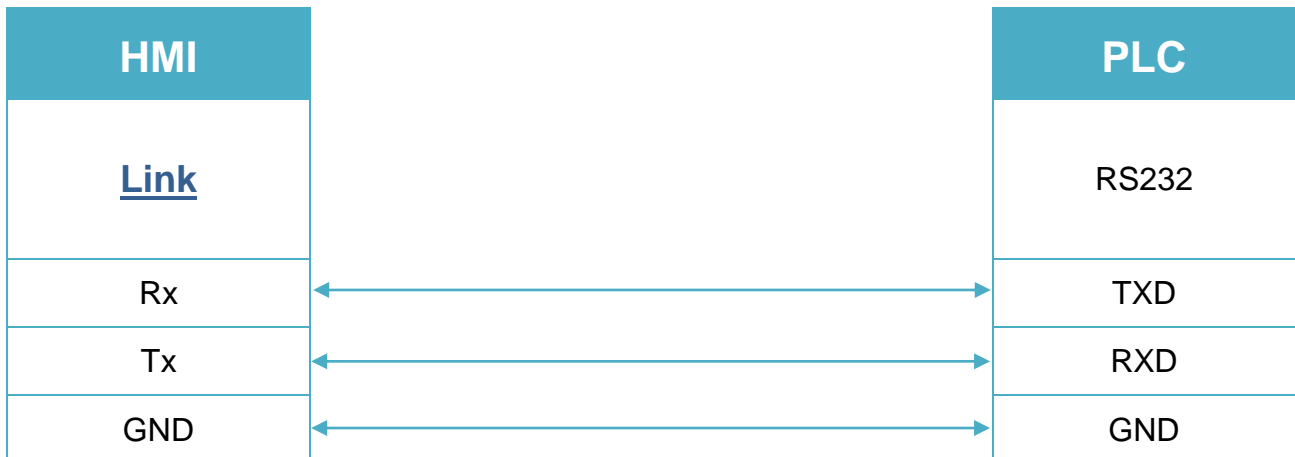 HMI PLC
Link RS232
Rx TXD
Tx RXD
GND GND